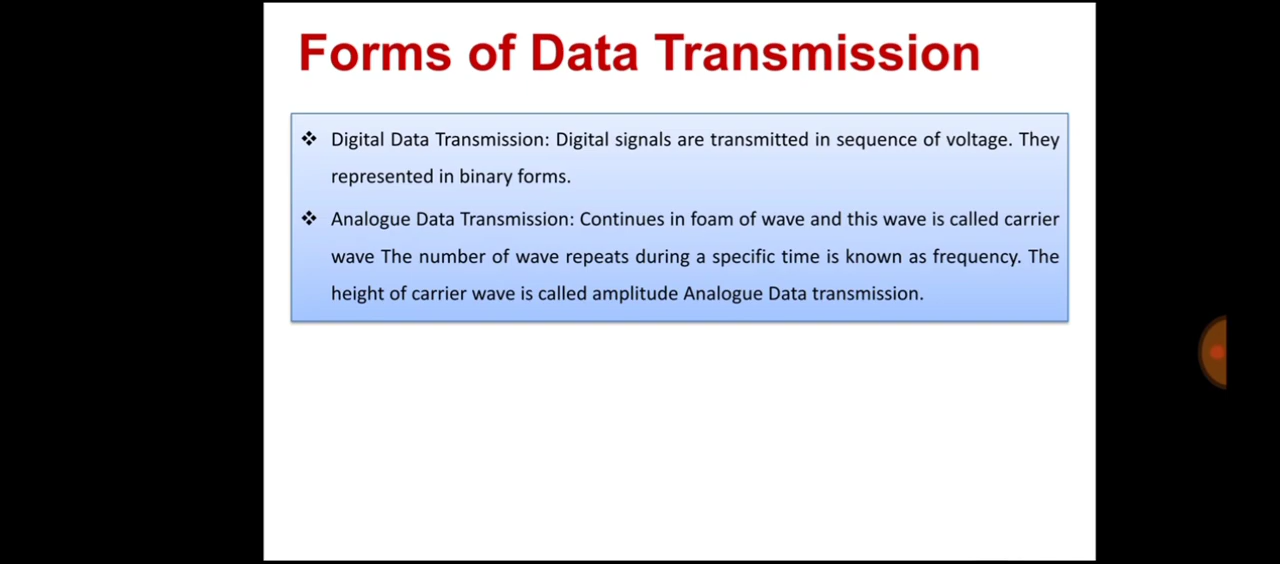 Forms of Data Transmission
❖ Digital Data Transmission: Digital signals are transmitted in sequence of voltage. They
represented in binary forms.
❖ Analogue Data Transmission: Continues in foam of wave and this wave is called carrier
wave The number of wave repeats during a specific time is known as frequency. The
height of carrier wave is called amplitude Analogue Data transmission.